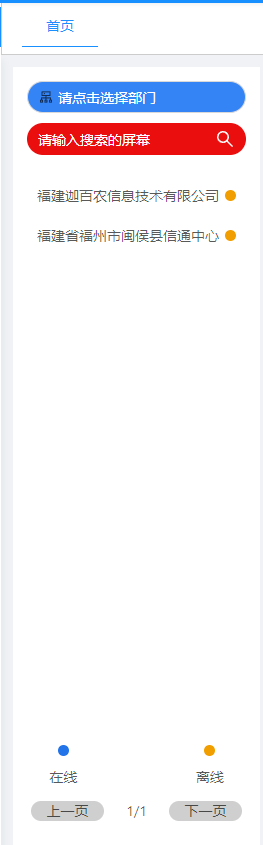 首页
请点击选择部门
请输入搜索的屏幕
福建迦百农信息技术有限公司
福建省福州市闽侯县信通中心
在线 离线
上一页 1/1 下一页